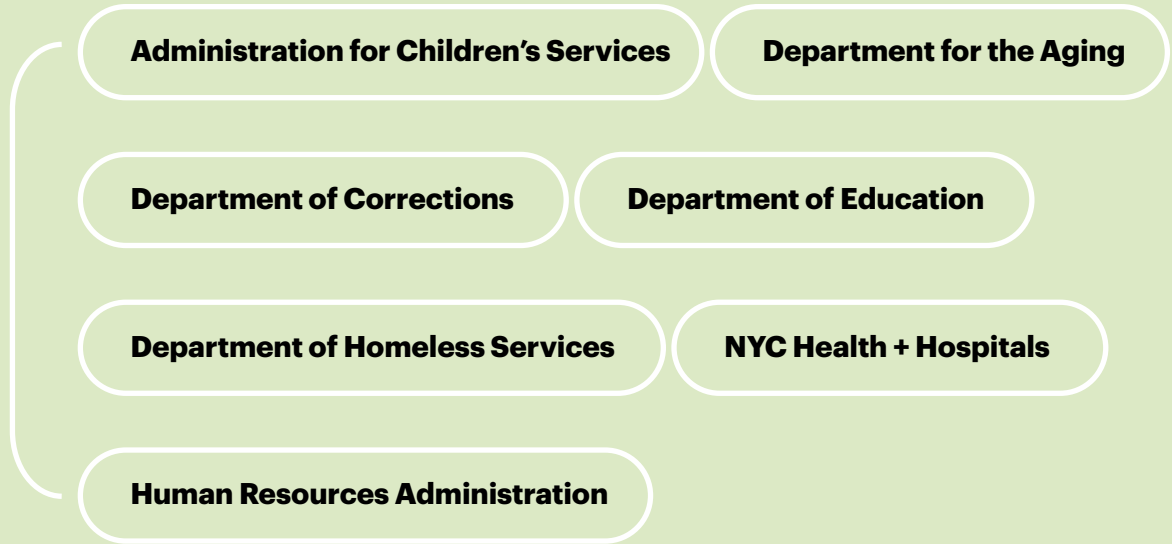 Administration for Children’s Services
Department for the Aging
Department of Corrections
Department of Education
Department of Homeless Services
NYC Health + Hospitals
Human Resources Administration